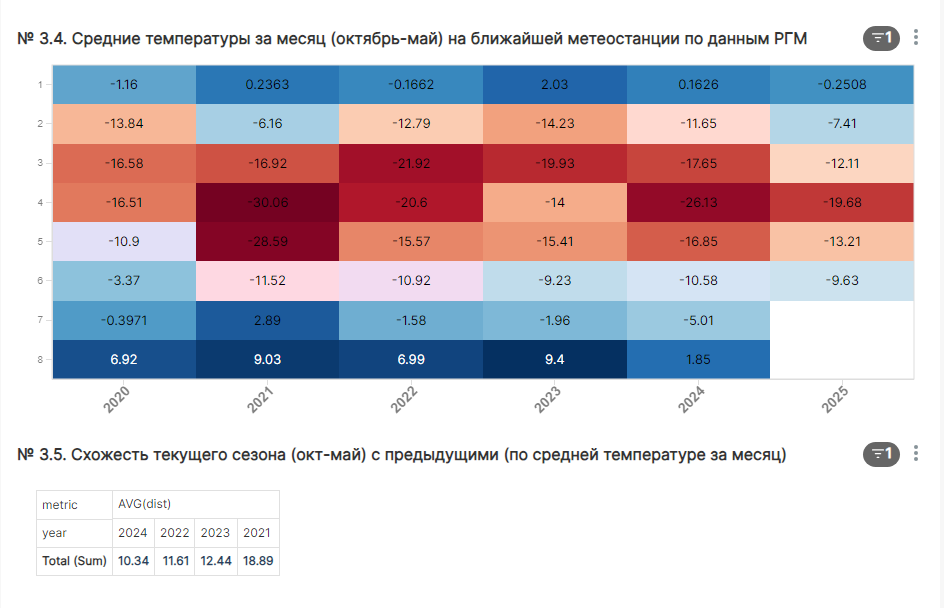 № 3.4. Средние температуры за месяц (октябрь-май) на ближайшей метеостанции по данным РГМ
1
1 -1.16 0.2363 -0.1662 2.03 0.1626 -0.2508
2 -13.84 -6.16 -12.79 -14.23 -11.65 -7.41
3 -16.58 -16.92 -21.92 -19.93 -17.65 -12.11
4 -16.51 -30.06 -20.6 -14 -26.13 -19.68
5 -10.9 -28.59 -15.57 -15.41 -16.85 -13.21
6 -3.37 -11.52 -10.92 -9.23 -10.58 -9.63
7 -0.3971 2.89 -1.58 -1.96 -5.01
8 6.92 9.03 6.99 9.4 1.85
2020 2021 2022 2023 2024 2025
№ 3.5. Схожесть текущего сезона (окт-май) с предыдущими (по средней температуре за месяц)
1
metric AVG(dist)
year 2024 2022 2023 2021
Total (Sum) 10.34 11.61 12.44 18.89